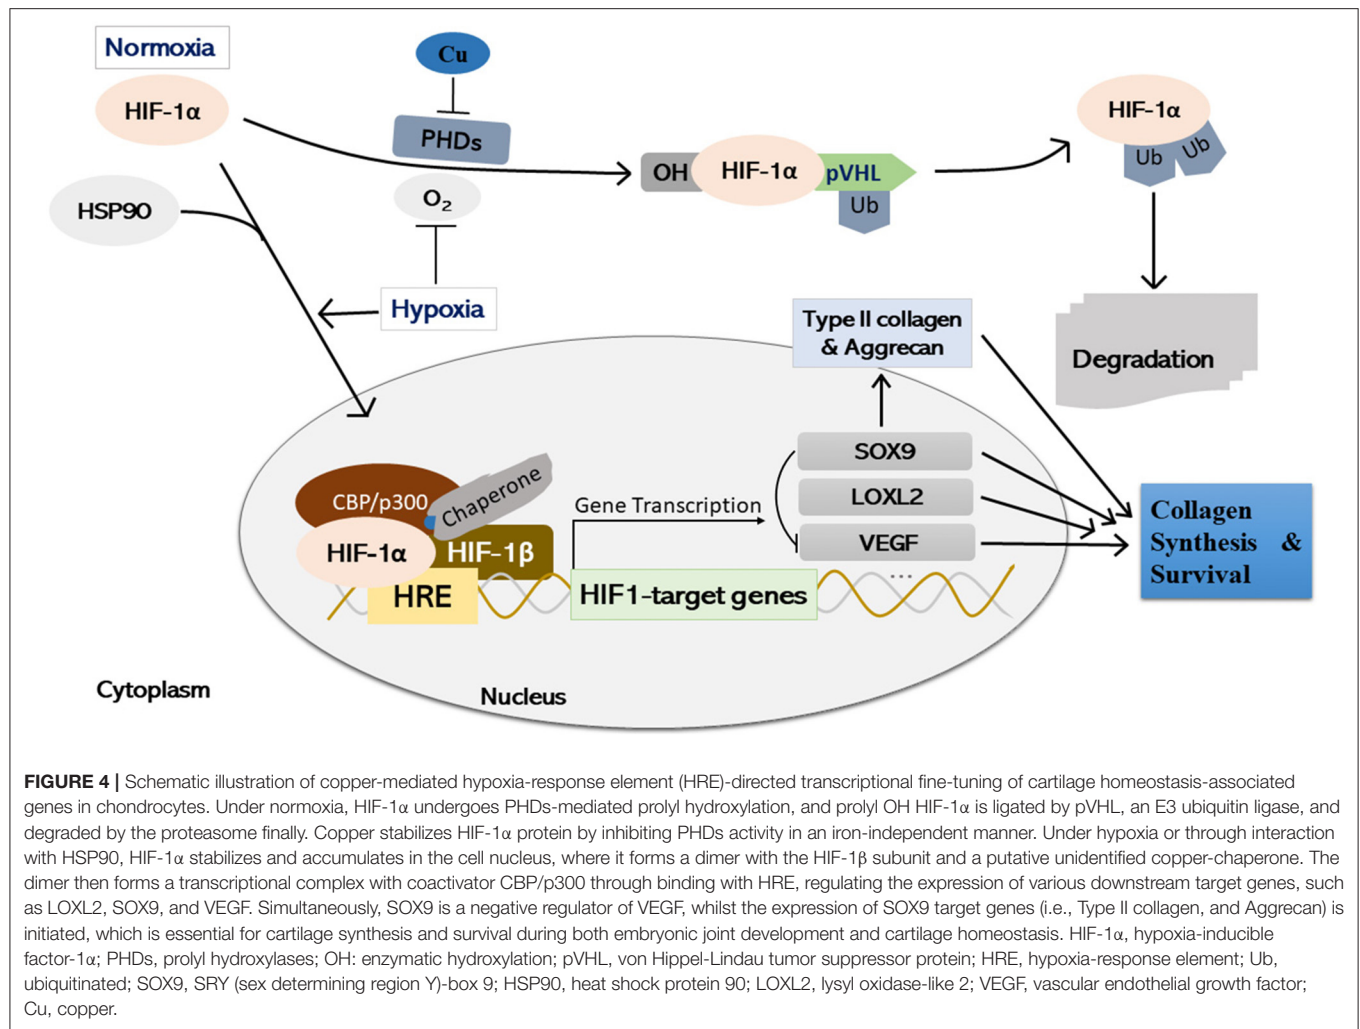 Normoxia
Cu
HIF-1α
PHDs
O₂
HSP90
Hypoxia
OH
HIF-1α
pVHL
Ub
HIF-1α
Ub
Ub
Degradation
Type II collagen
& Aggrecan
SOX9
LOXL2
VEGF
...
Collagen
Synthesis &
Survival
CBP/p300
Chaperone
HIF-1α
HIF-1β
HRE
Gene Transcription
HIF1-target genes
Cytoplasm
Nucleus
FIGURE 4 | Schematic illustration of copper-mediated hypoxia-response element (HRE)-directed transcriptional fine-tuning of cartilage homeostasis-associated
genes in chondrocytes. Under normoxia, HIF-1α undergoes PHDs-mediated prolyl hydroxylation, and prolyl OH HIF-1α is ligated by pVHL, an E3 ubiquitin ligase, and
degraded by the proteasome finally. Copper stabilizes HIF-1α protein by inhibiting PHDs activity in an iron-independent manner. Under hypoxia or through interaction
with HSP90, HIF-1α stabilizes and accumulates in the cell nucleus, where it forms a dimer with the HIF-1β subunit and a putative unidentified copper-chaperone. The
dimer then forms a transcriptional complex with coactivator CBP/p300 through binding with HRE, regulating the expression of various downstream target genes, such
as LOXL2, SOX9, and VEGF. Simultaneously, SOX9 is a negative regulator of VEGF, whilst the expression of SOX9 target genes (i.e., Type II collagen, and Aggrecan) is
initiated, which is essential for cartilage synthesis and survival during both embryonic joint development and cartilage homeostasis. HIF-1α, hypoxia-inducible
factor-1α; PHDs, prolyl hydroxylases; OH: enzymatic hydroxylation; pVHL, von Hippel-Lindau tumor suppressor protein; HRE, hypoxia-response element; Ub,
ubiquitinated; SOX9, SRY (sex determining region Y)-box 9; HSP90, heat shock protein 90; LOXL2, lysyl oxidase-like 2; VEGF, vascular endothelial growth factor;
Cu, copper.